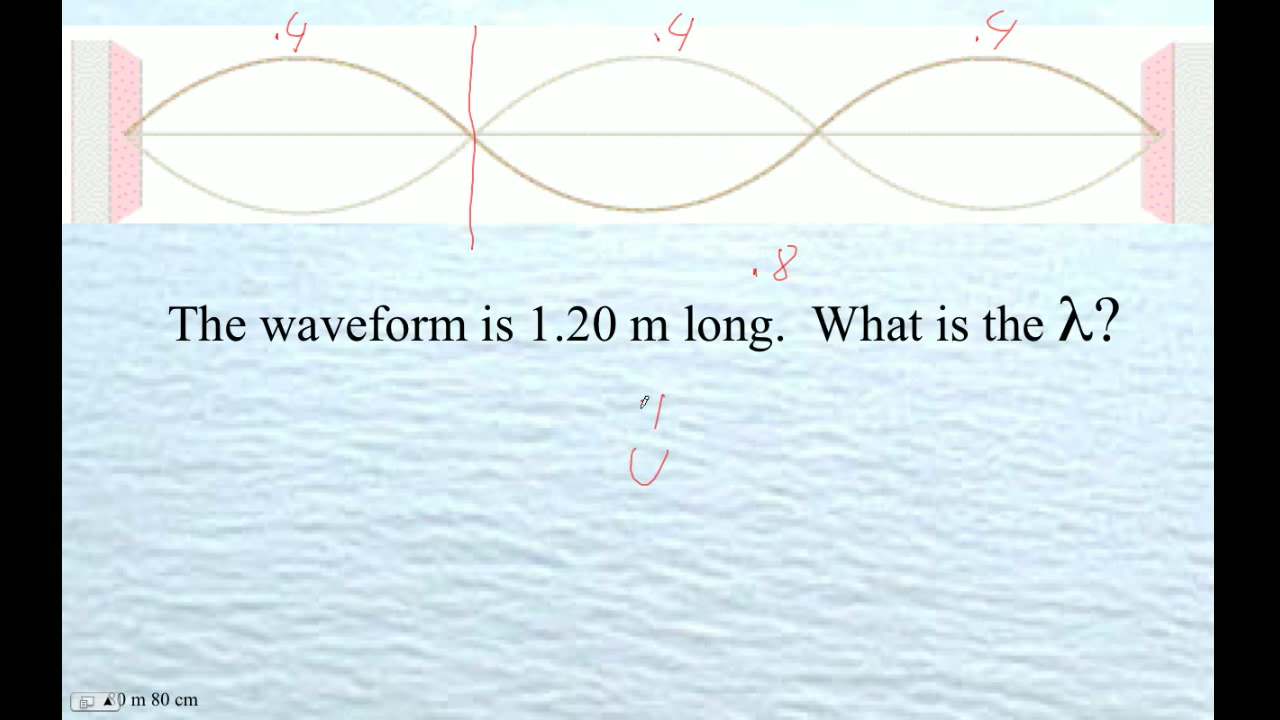 .4 .4 .4
.8
The waveform is 1.20 m long. What is the λ?
0 m 80 cm